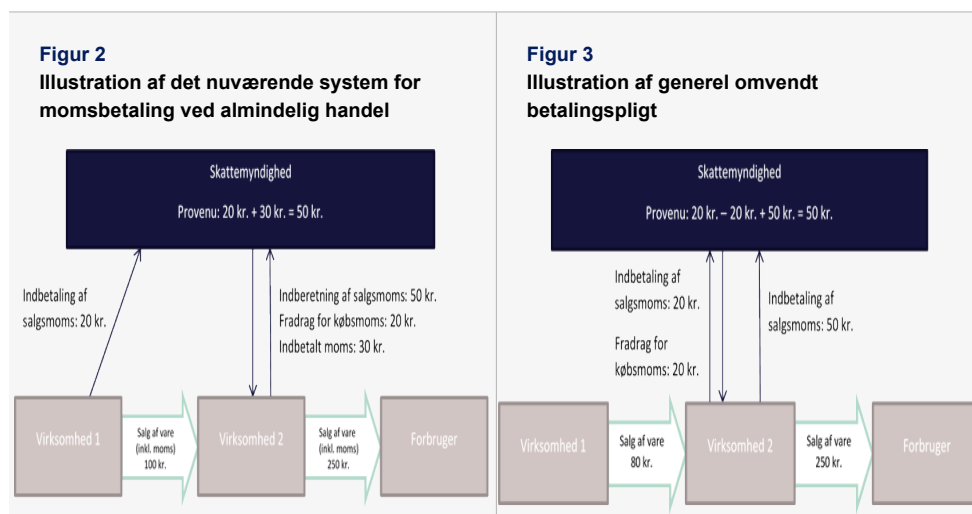 Figur 2
Illustration af det nuværende system for
momsbetaling ved almindelig handel
Skattemyndighed
Provenu: 20 kr. + 30 kr. = 50 kr.
Indbetaling af
salgsmoms: 20 kr.
Indberetning af salgsmoms: 50 kr.
Fradrag for købsmoms: 20 kr.
Indbetalt moms: 30 kr.
Virksomhed 1
Salg af vare
(inkl. moms)
100 kr.
Virksomhed 2
Salg af vare
(inkl. moms)
250 kr.
Forbruger
Figur 3
Illustration af generel omvendt
betalingspligt
Skattemyndighed
Provenu: 20 kr. – 20 kr. + 50 kr. = 50 kr.
Indbetaling af
salgsmoms: 20 kr.
Fradrag for
købsmoms: 20 kr.
Indbetaling af
salgsmoms: 50 kr.
Virksomhed 1
Salg af vare
80 kr.
Virksomhed 2
Salg af vare
250 kr.
Forbruger